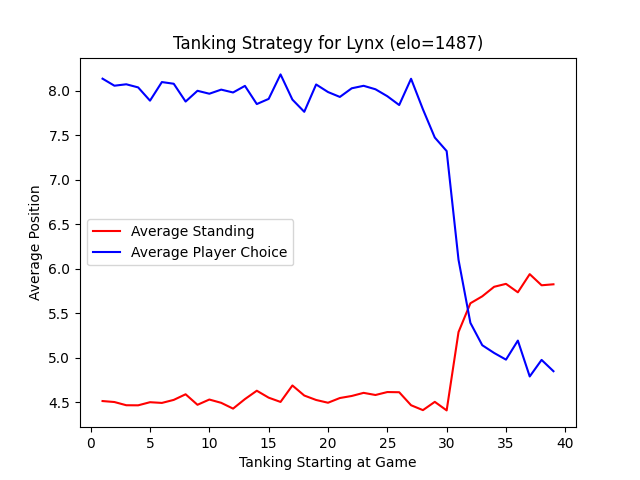 Tanking Strategy for Lynx (elo=1487)
8.0
7.5
7.0
6.5
6.0
5.5
5.0
4.5
Average Position
Average Standing
Average Player Choice
0 5 10 15 20 25 30 35 40
Tanking Starting at Game